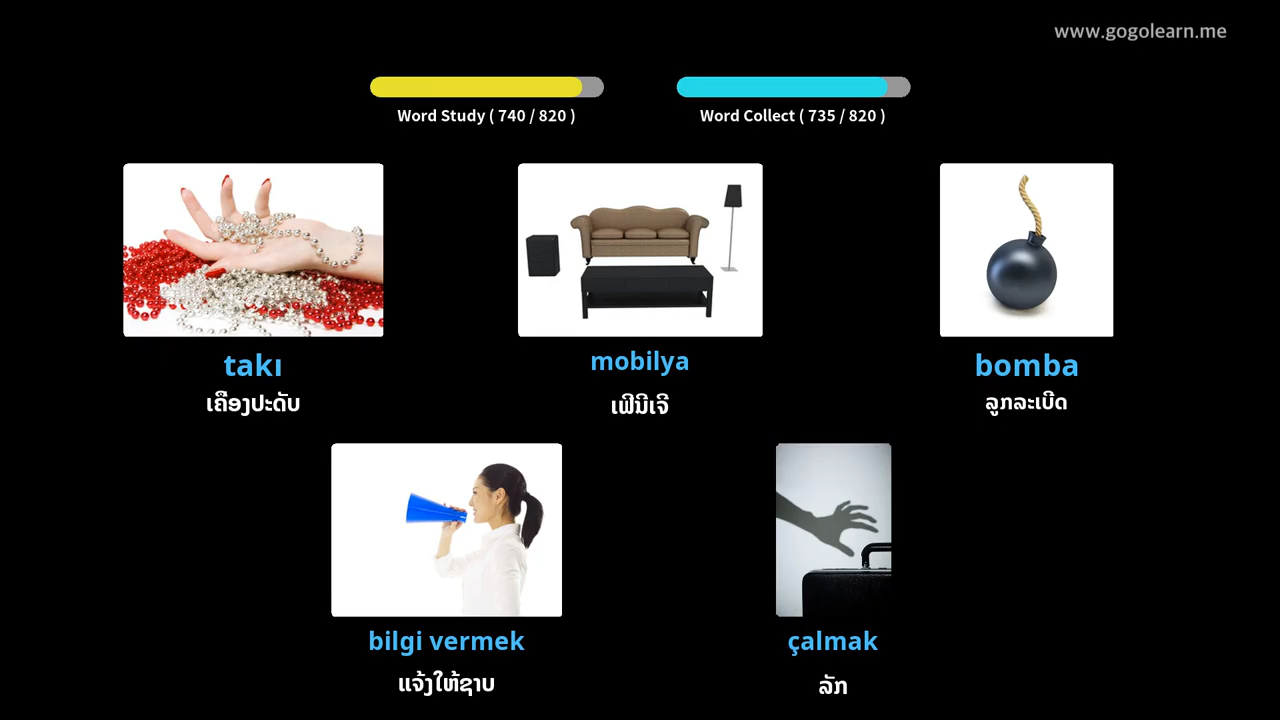 www.gogolearn.me
Word Study ( 740 / 820 )
Word Collect ( 735 / 820 )
takı
ເຄືອງປະດັບ
mobilya
ເຟີນີເຈີ
bomba
ລູກລະເບີດ
bilgi vermek
ແຈ້ງໃຫ້ຊາບ
çalmak
ລັກ